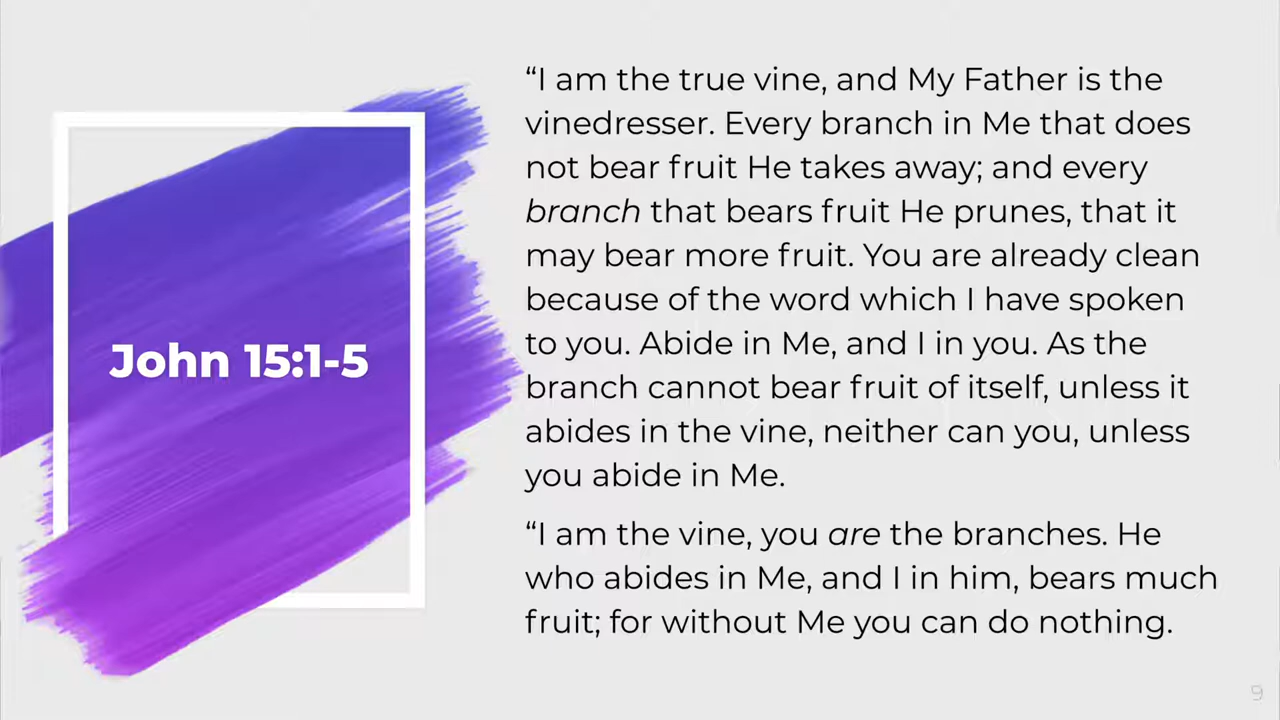 John 15:1-5
“I am the true vine, and My Father is the
vinedresser. Every branch in Me that does
not bear fruit He takes away; and every
branch that bears fruit He prunes, that it
may bear more fruit. You are already clean
because of the word which I have spoken
to you. Abide in Me, and I in you. As the
branch cannot bear fruit of itself, unless it
abides in the vine, neither can you, unless
you abide in Me.
“I am the vine, you are the branches. He
who abides in Me, and I in him, bears much
fruit; for without Me you can do nothing.
9